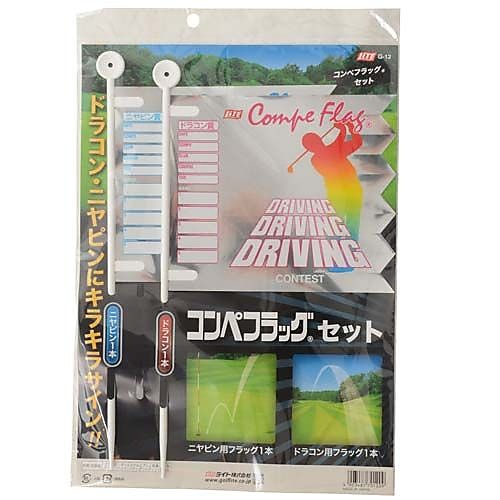 LITE G-12
コンペフラッグ®
セット
ドラコン・ニヤピンにキラキラサイン!!
ニヤピン賞
ドラコン賞
LITE Compe Flag®
DRIVING
DRIVING
DRIVING
CONTEST
ニヤピン1本
ドラコン1本
コンペフラッグ®セット
ニヤピン用フラッグ1本
ドラコン用フラッグ1本
LITE ライト株式会社
www.golflite.co.jp